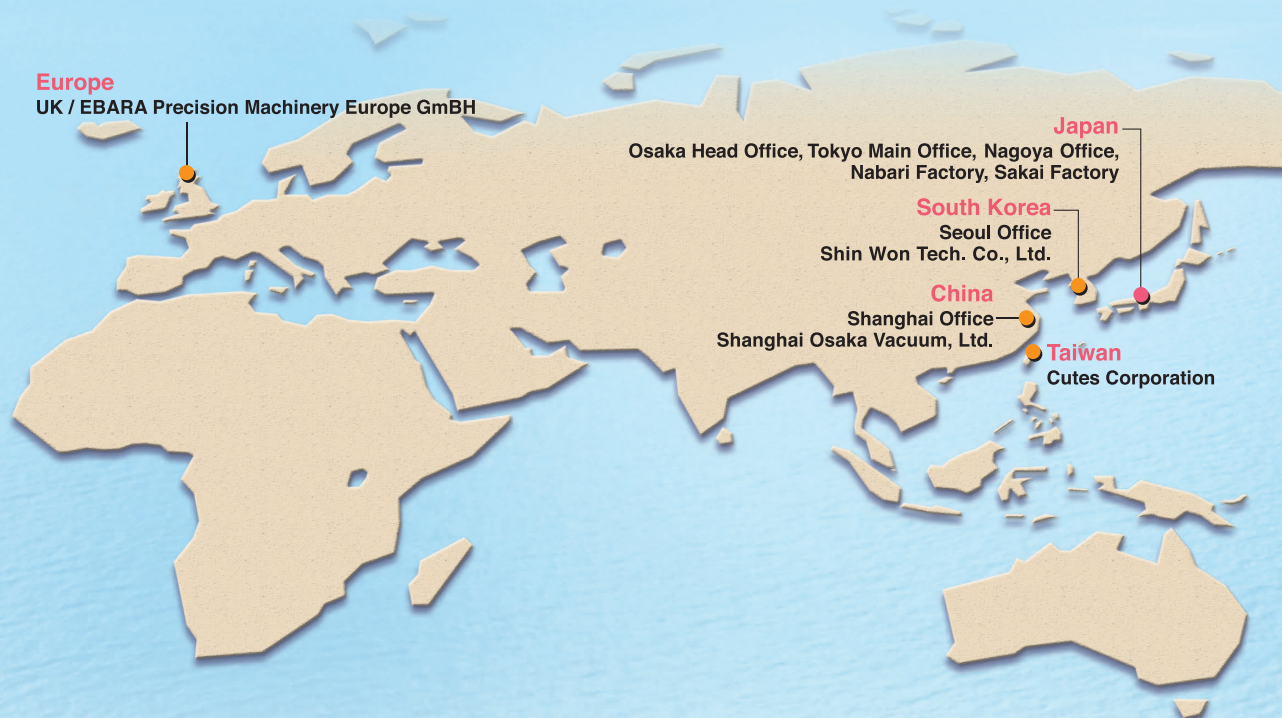 Europe
UK / EBARA Precision Machinery Europe GmBH
Japan
Osaka Head Office, Tokyo Main Office, Nagoya Office,
Nabari Factory, Sakai Factory
South Korea
Seoul Office
Shin Won Tech. Co., Ltd.
China
Shanghai Office
Shanghai Osaka Vacuum, Ltd.
Taiwan
Cutes Corporation